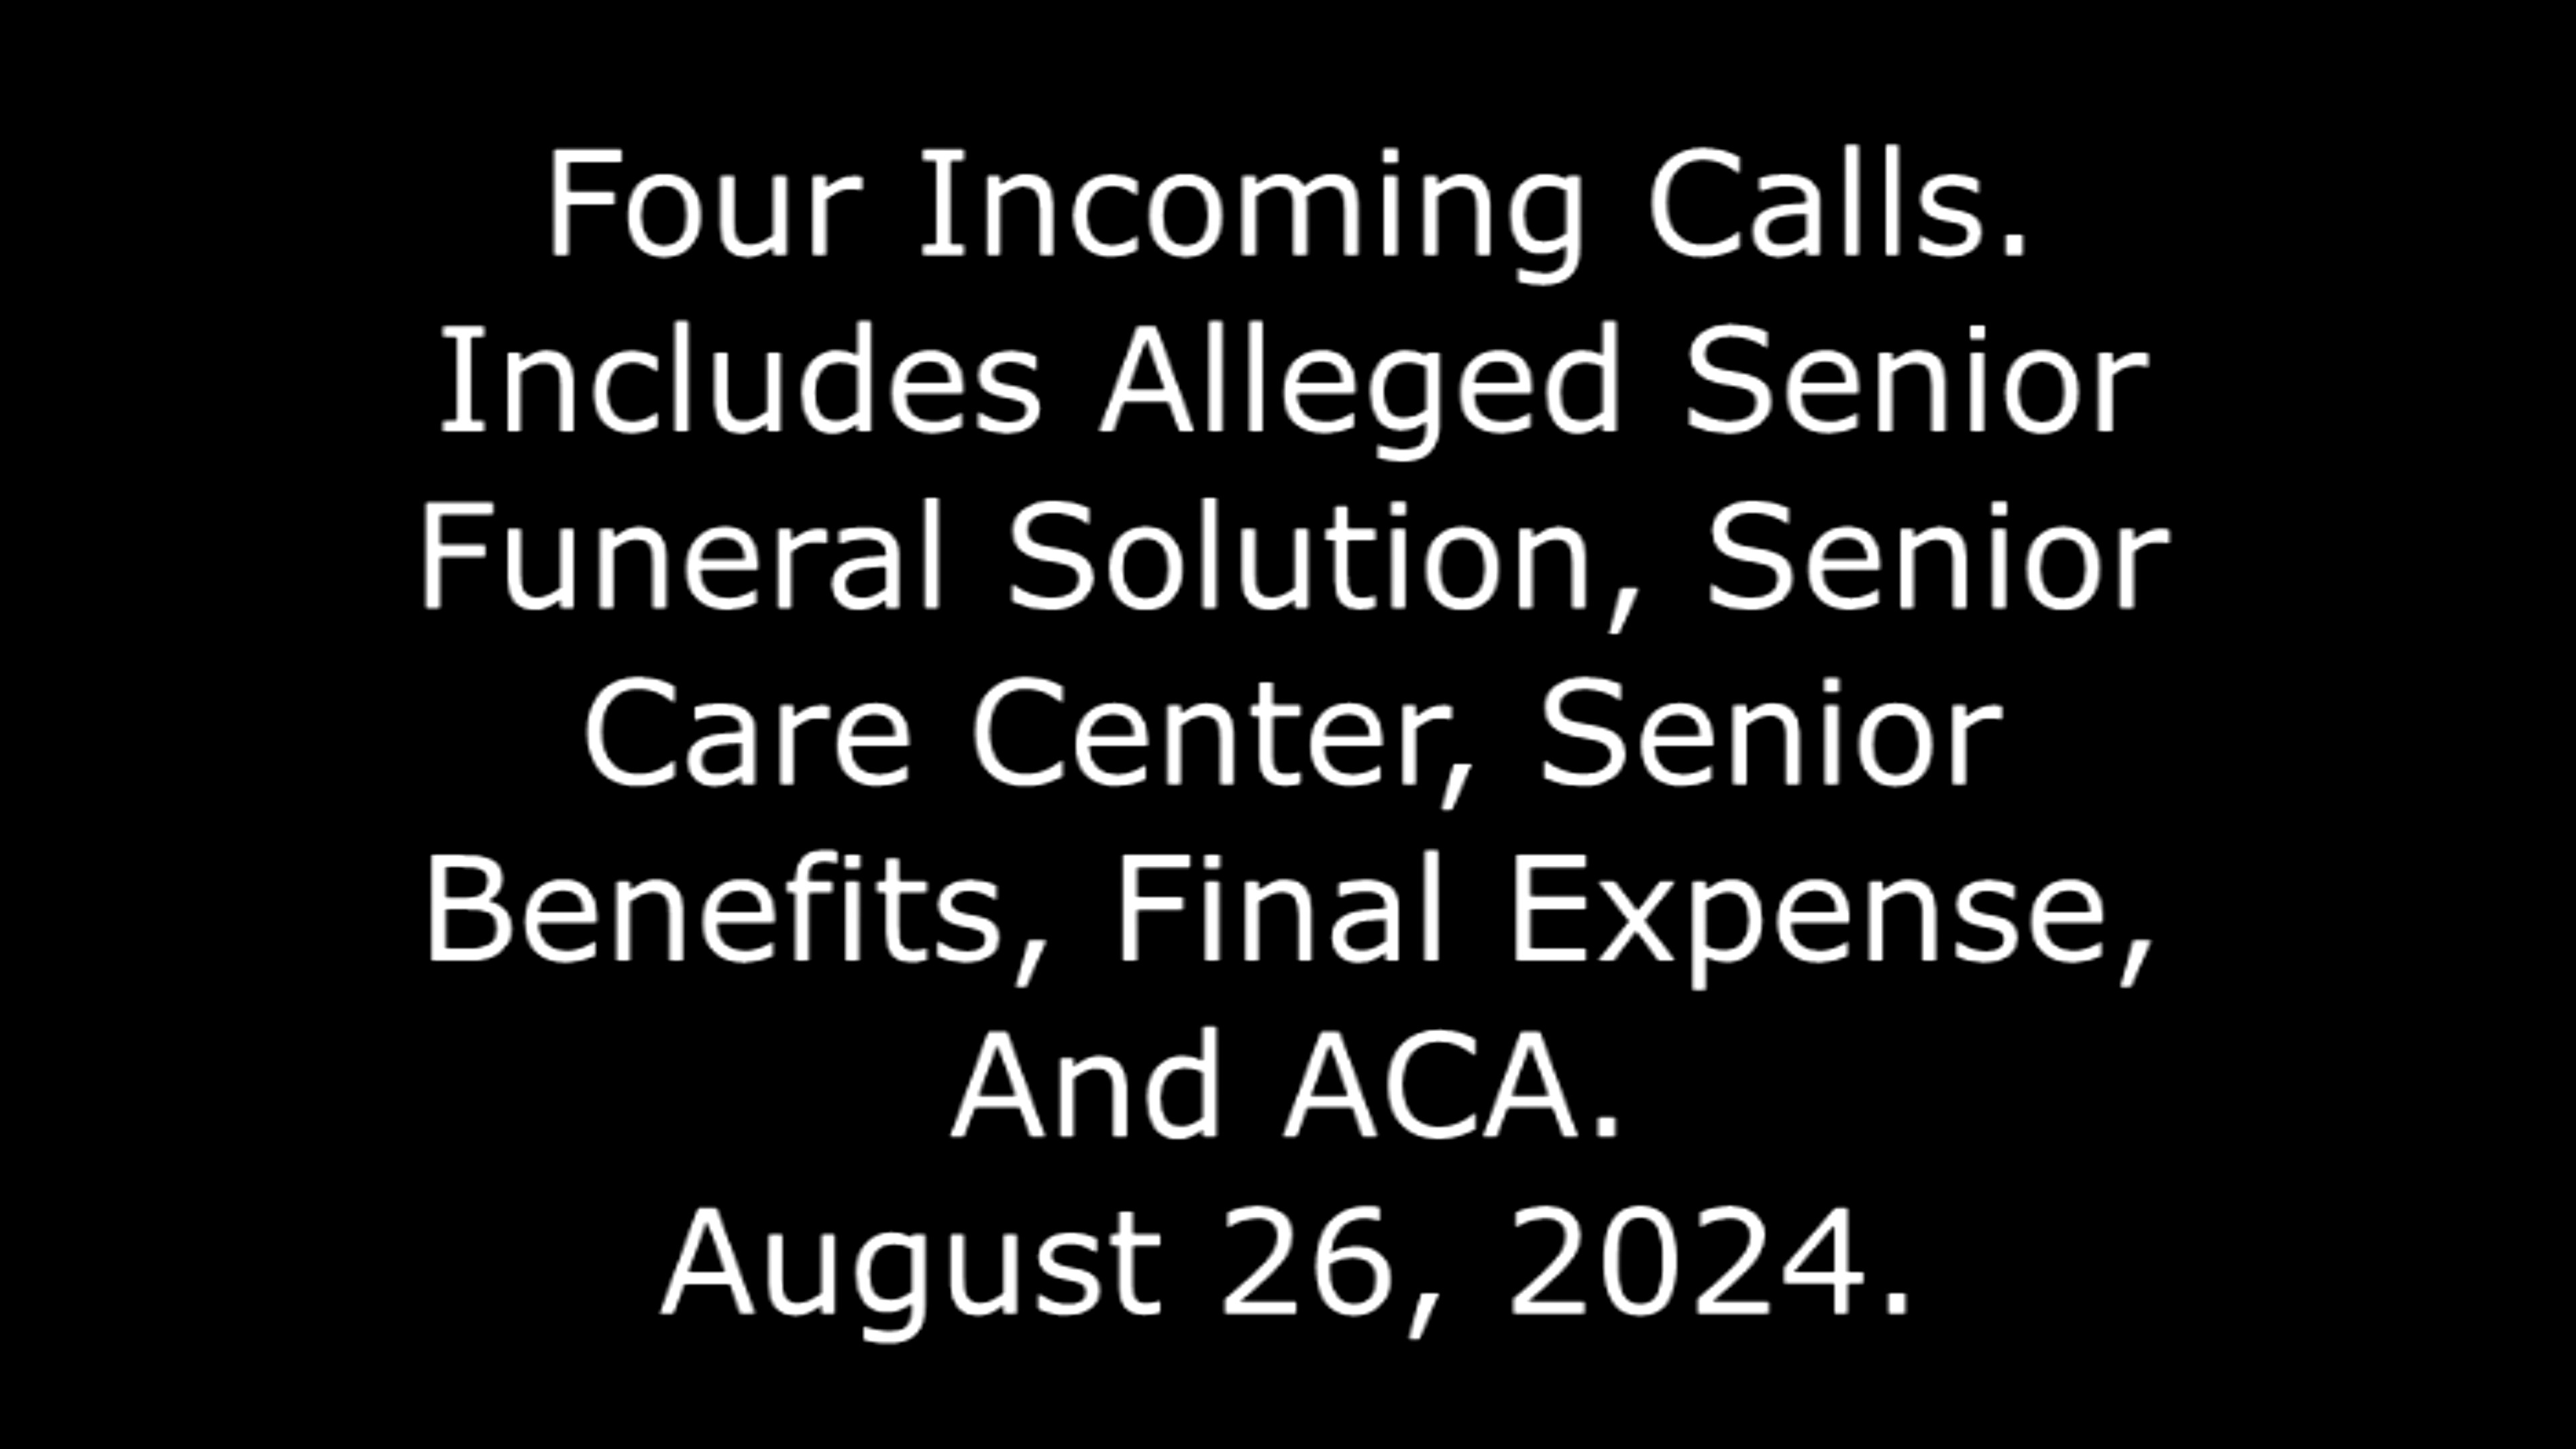 Four Incoming Calls.
Includes Alleged Senior
Funeral Solution, Senior
Care Center, Senior
Benefits, Final Expense,
And ACA.
August 26, 2024.